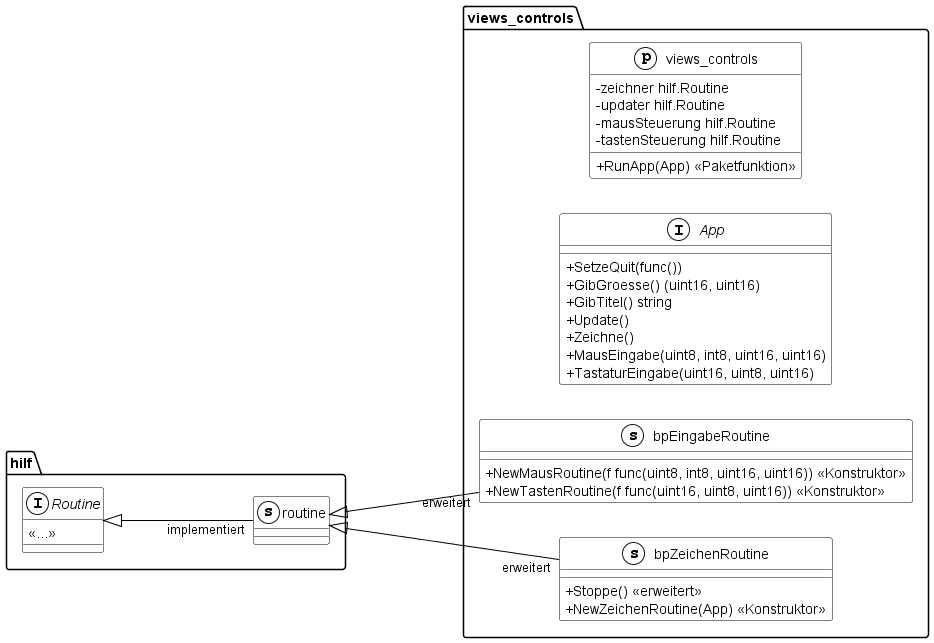 views_controls
P views_controls
-zeichner hilf.Routine
-updater hilf.Routine
-mausSteuerung hilf.Routine
-tastenSteuerung hilf.Routine
+RunApp(App) «Paketfunktion»
I App
+SetzeQuit(func())
+GibGroesse() (uint16, uint16)
+GibTitel() string
+Update()
+Zeichne()
+MausEingabe(uint8, int8, uint16, uint16)
+TastaturEingabe(uint16, uint8, uint16)
S bpEingabeRoutine
+NewMausRoutine(f func(uint8, int8, uint16, uint16)) «Konstruktor»
+NewTastenRoutine(f func(uint16, uint8, uint16)) «Konstruktor»
S bpZeichenRoutine
+Stoppe() «erweitert»
+NewZeichenRoutine(App) «Konstruktor»
hilf
I Routine
«...»
S routine
implementiert
erweitert
erweitert